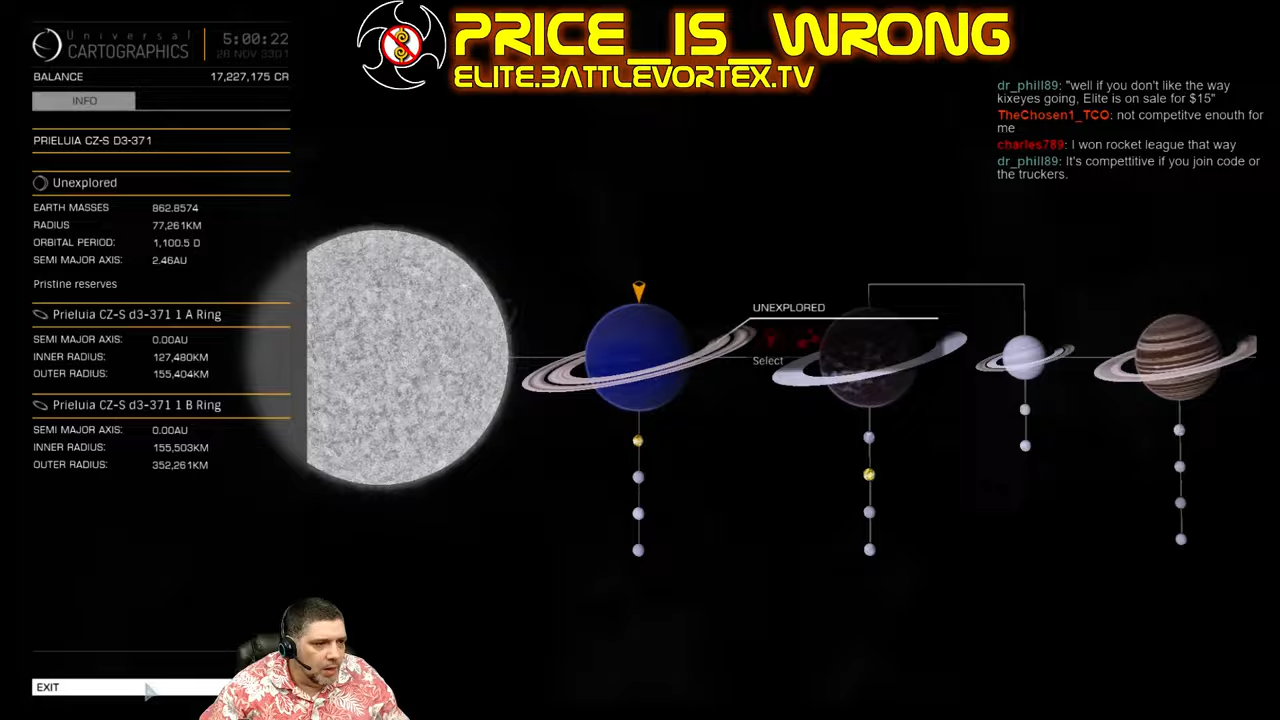 Universal
CARTOGRAPHICS
5:00:22
28 NOV 3301
BALANCE
17,227,175 CR
INFO
PRIELUIA CZ-S D3-371
Unexplored
EARTH MASSES 862.8574
RADIUS 77,261KM
ORBITAL PERIOD: 1,100.5 D
SEMI MAJOR AXIS: 2.46AU
Pristine reserves
Prieluia CZ-S d3-371 1 A Ring
SEMI MAJOR AXIS: 0.00AU
INNER RADIUS: 127,480KM
OUTER RADIUS: 155,404KM
Prieluia CZ-S d3-371 1 B Ring
SEMI MAJOR AXIS: 0.00AU
INNER RADIUS: 155,503KM
OUTER RADIUS: 352,261KM
EXIT
PRICE_IS_WRONG
ELITE.BATTLEVORTEX.TV
dr_phill89: "well if you don't like the way
kixeyes going, Elite is on sale for $15"
TheChosen1_TCO: not competitve enouth for
me
charles789: I won rocket league that way
dr_phill89: It's compettitive if you join code or
the truckers.
UNEXPLORED
Select